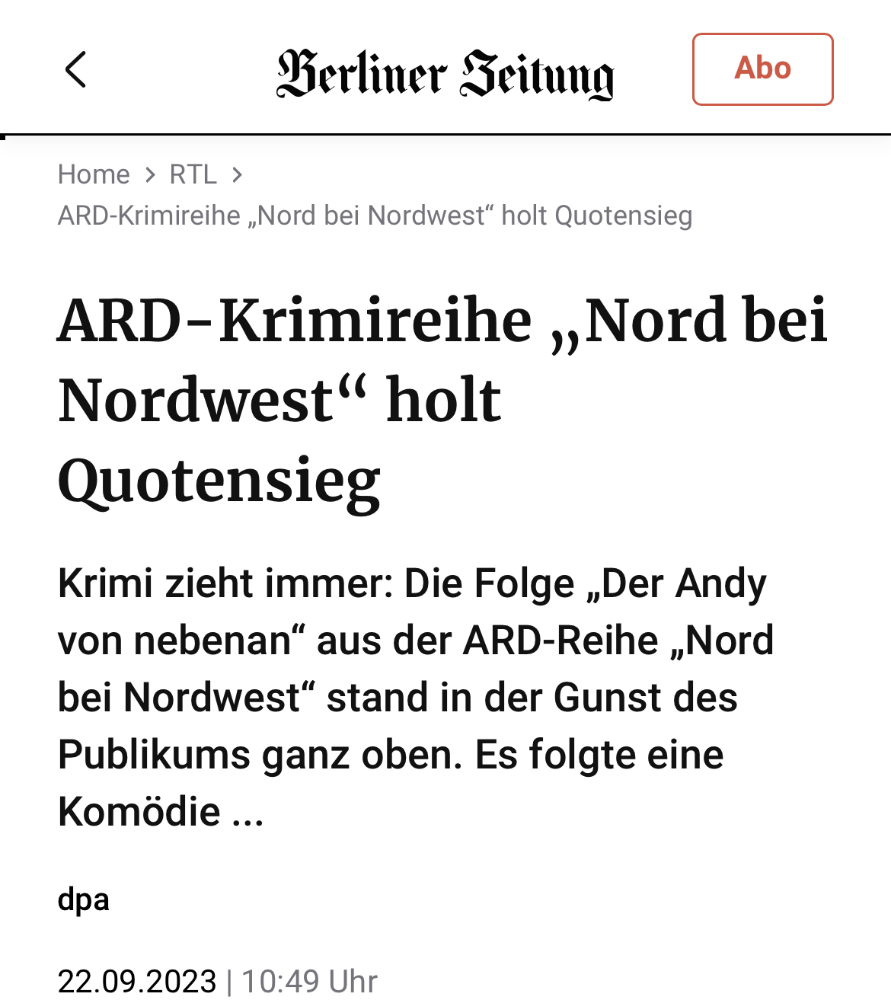 Berliner Zeitung
Abo
Home > RTL >
ARD-Krimireihe „Nord bei Nordwest“ holt Quotensieg
ARD-Krimireihe „Nord bei
Nordwest“ holt
Quotensieg
Krimi zieht immer: Die Folge „Der Andy
von nebenan“ aus der ARD-Reihe „Nord
bei Nordwest“ stand in der Gunst des
Publikums ganz oben. Es folgte eine
Komödie ...
dpa
22.09.2023 | 10:49 Uhr